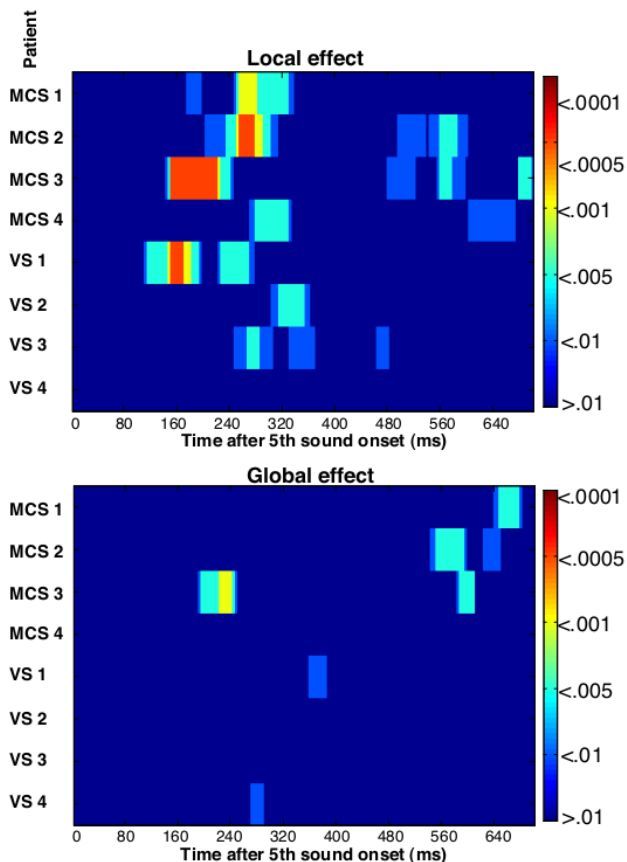 Patient
Local effect
MCS 1
MCS 2
MCS 3
MCS 4
VS 1
VS 2
VS 3
VS 4
<.0001
<.0005
<.001
<.005
<.01
>.01
0 80 160 240 320 400 480 560 640
Time after 5th sound onset (ms)
Global effect
MCS 1
MCS 2
MCS 3
MCS 4
VS 1
VS 2
VS 3
VS 4
<.0001
<.0005
<.001
<.005
<.01
>.01
0 80 160 240 320 400 480 560 640
Time after 5th sound onset (ms)